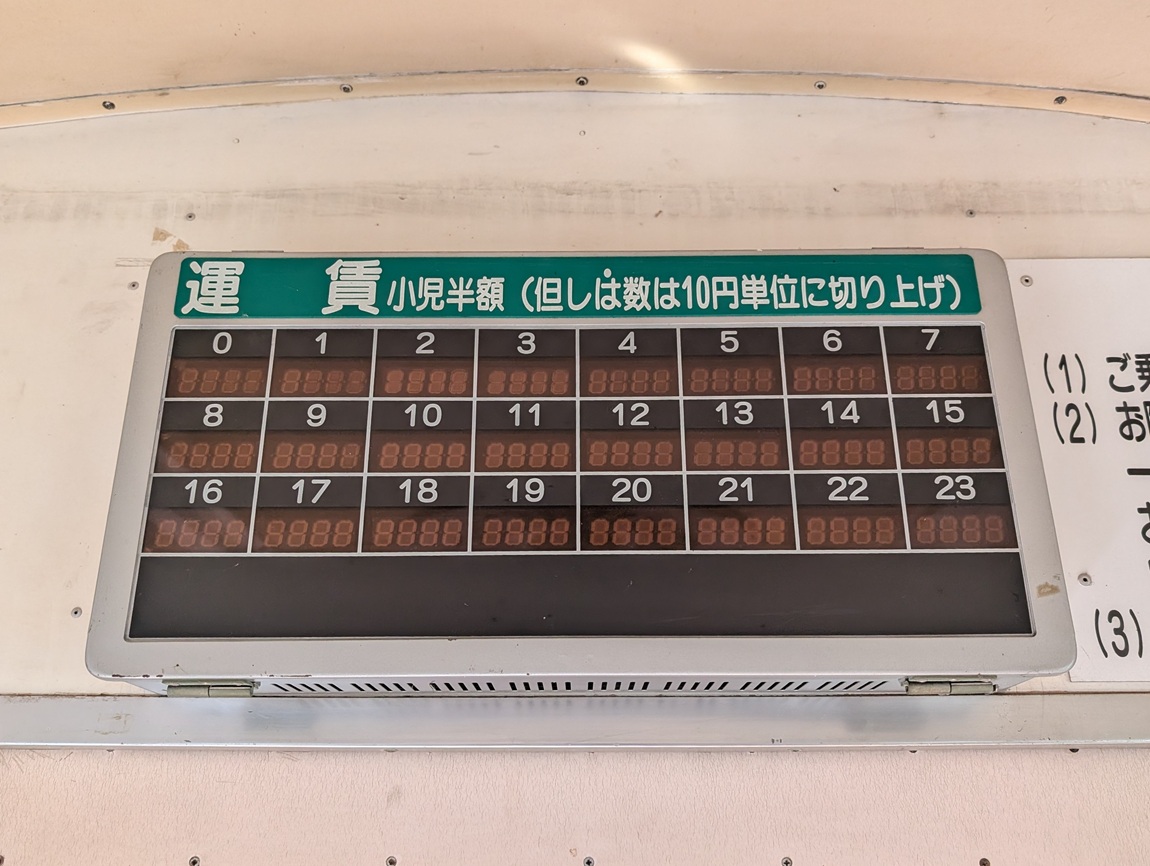 運 賃 小児半額（但しは数は10円単位に切り上げ）
0 1 2 3 4 5 6 7
8 9 10 11 12 13 14 15
16 17 18 19 20 21 22 23
(1) ご
(2) お
(3)